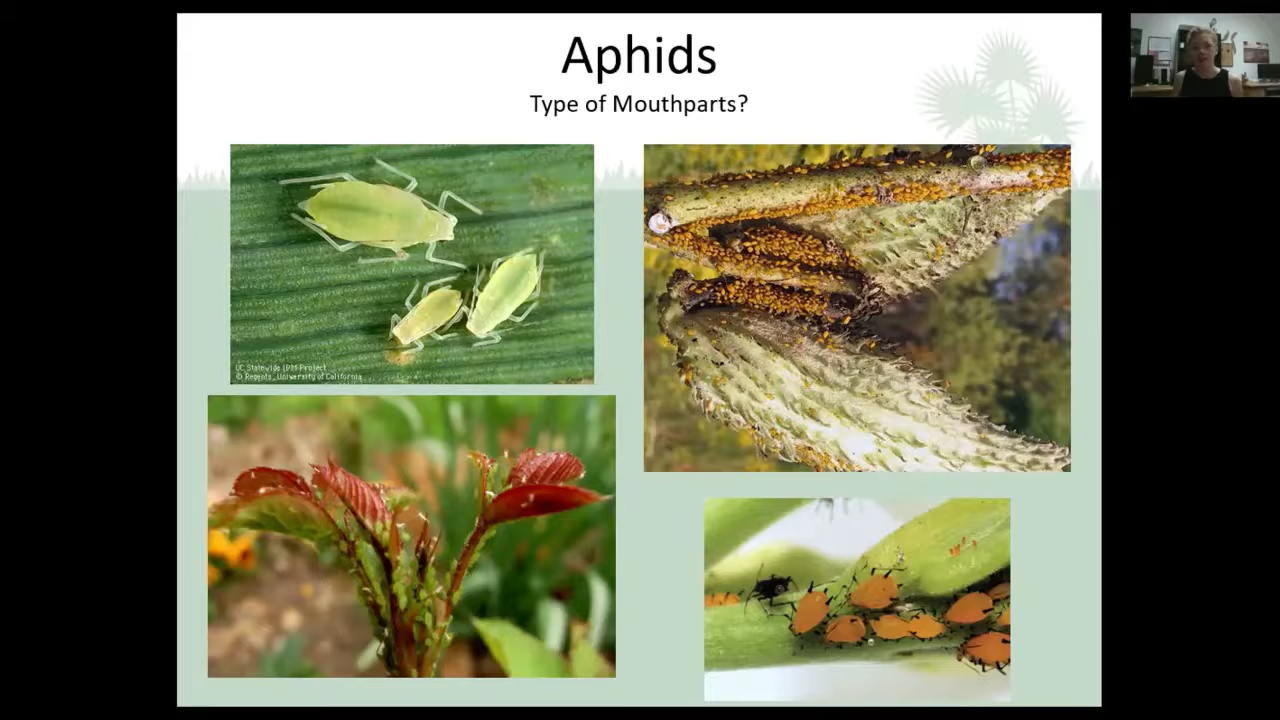 Aphids
Type of Mouthparts?
UC Statewide IPM Project
© Regents, University of California